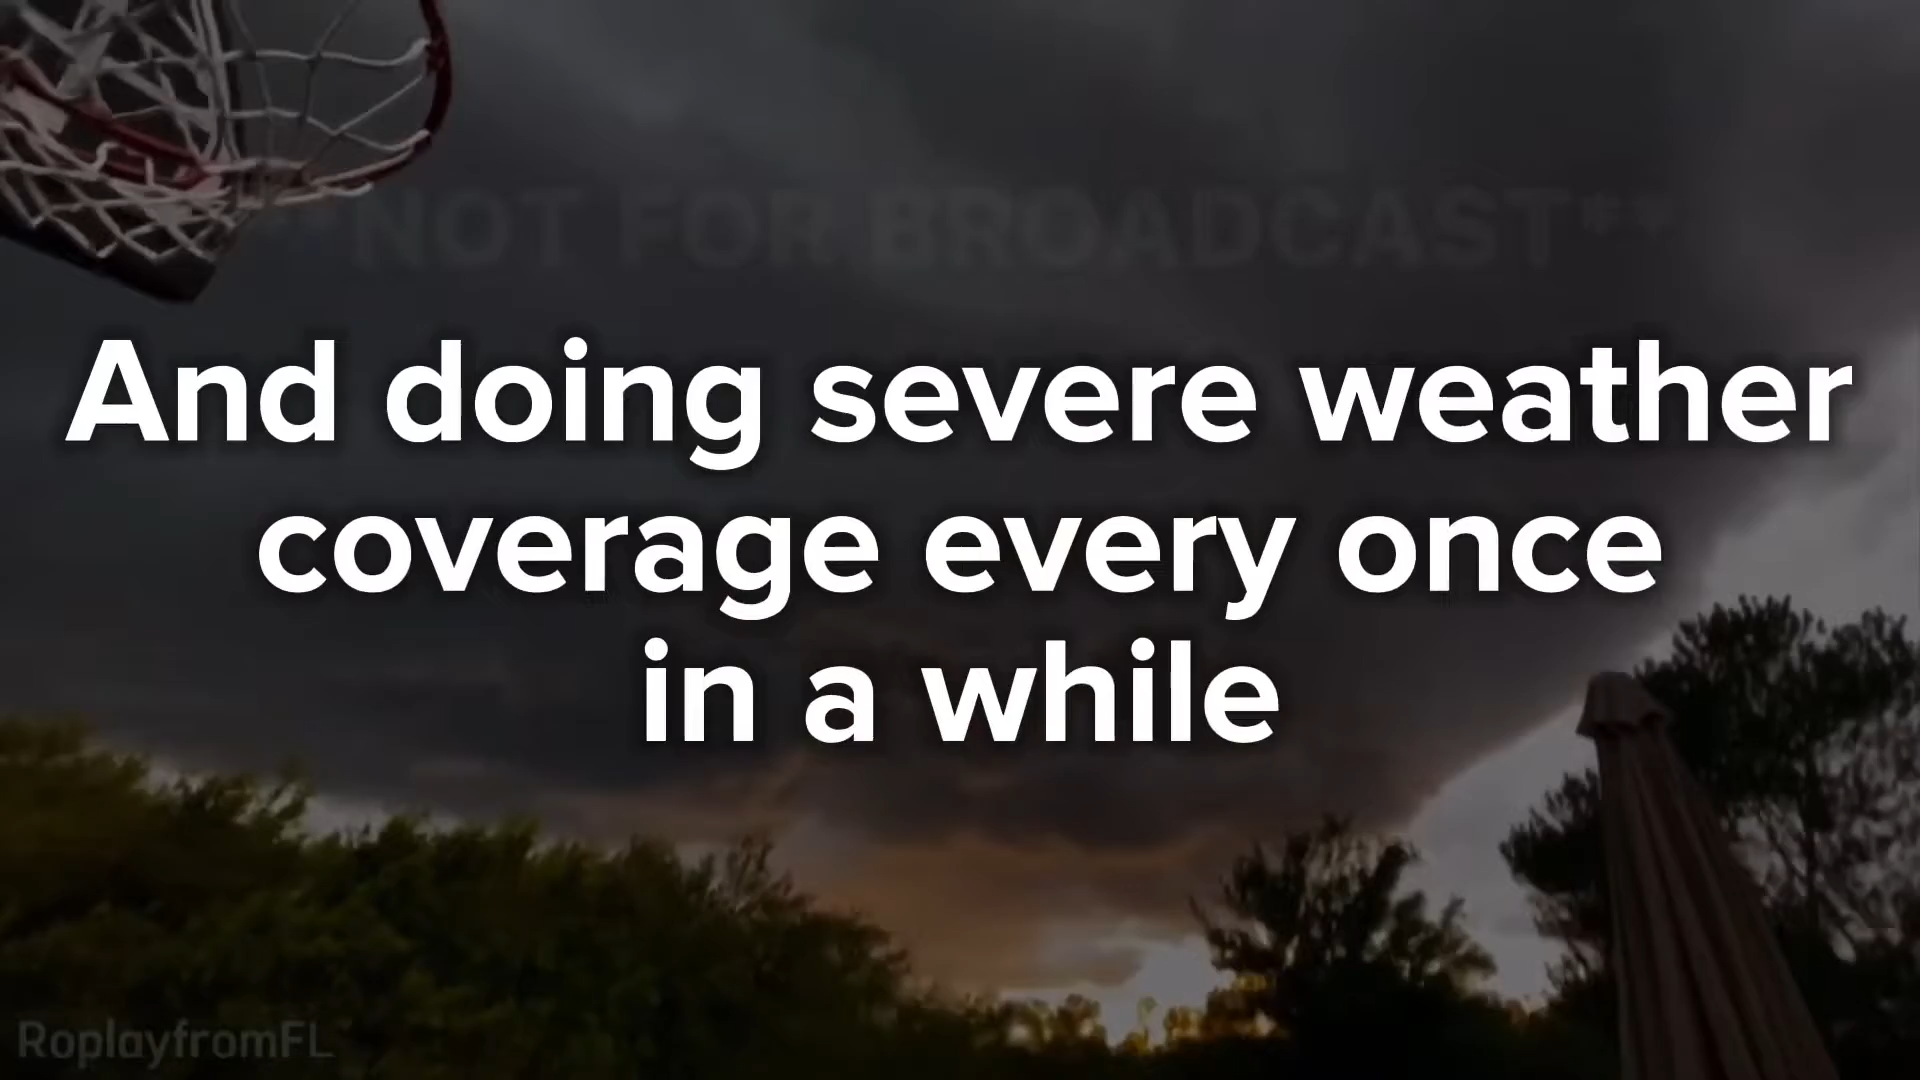 **NOT FOR BROADCAST**
And doing severe weather
coverage every once
in a while
RoplayfromFL